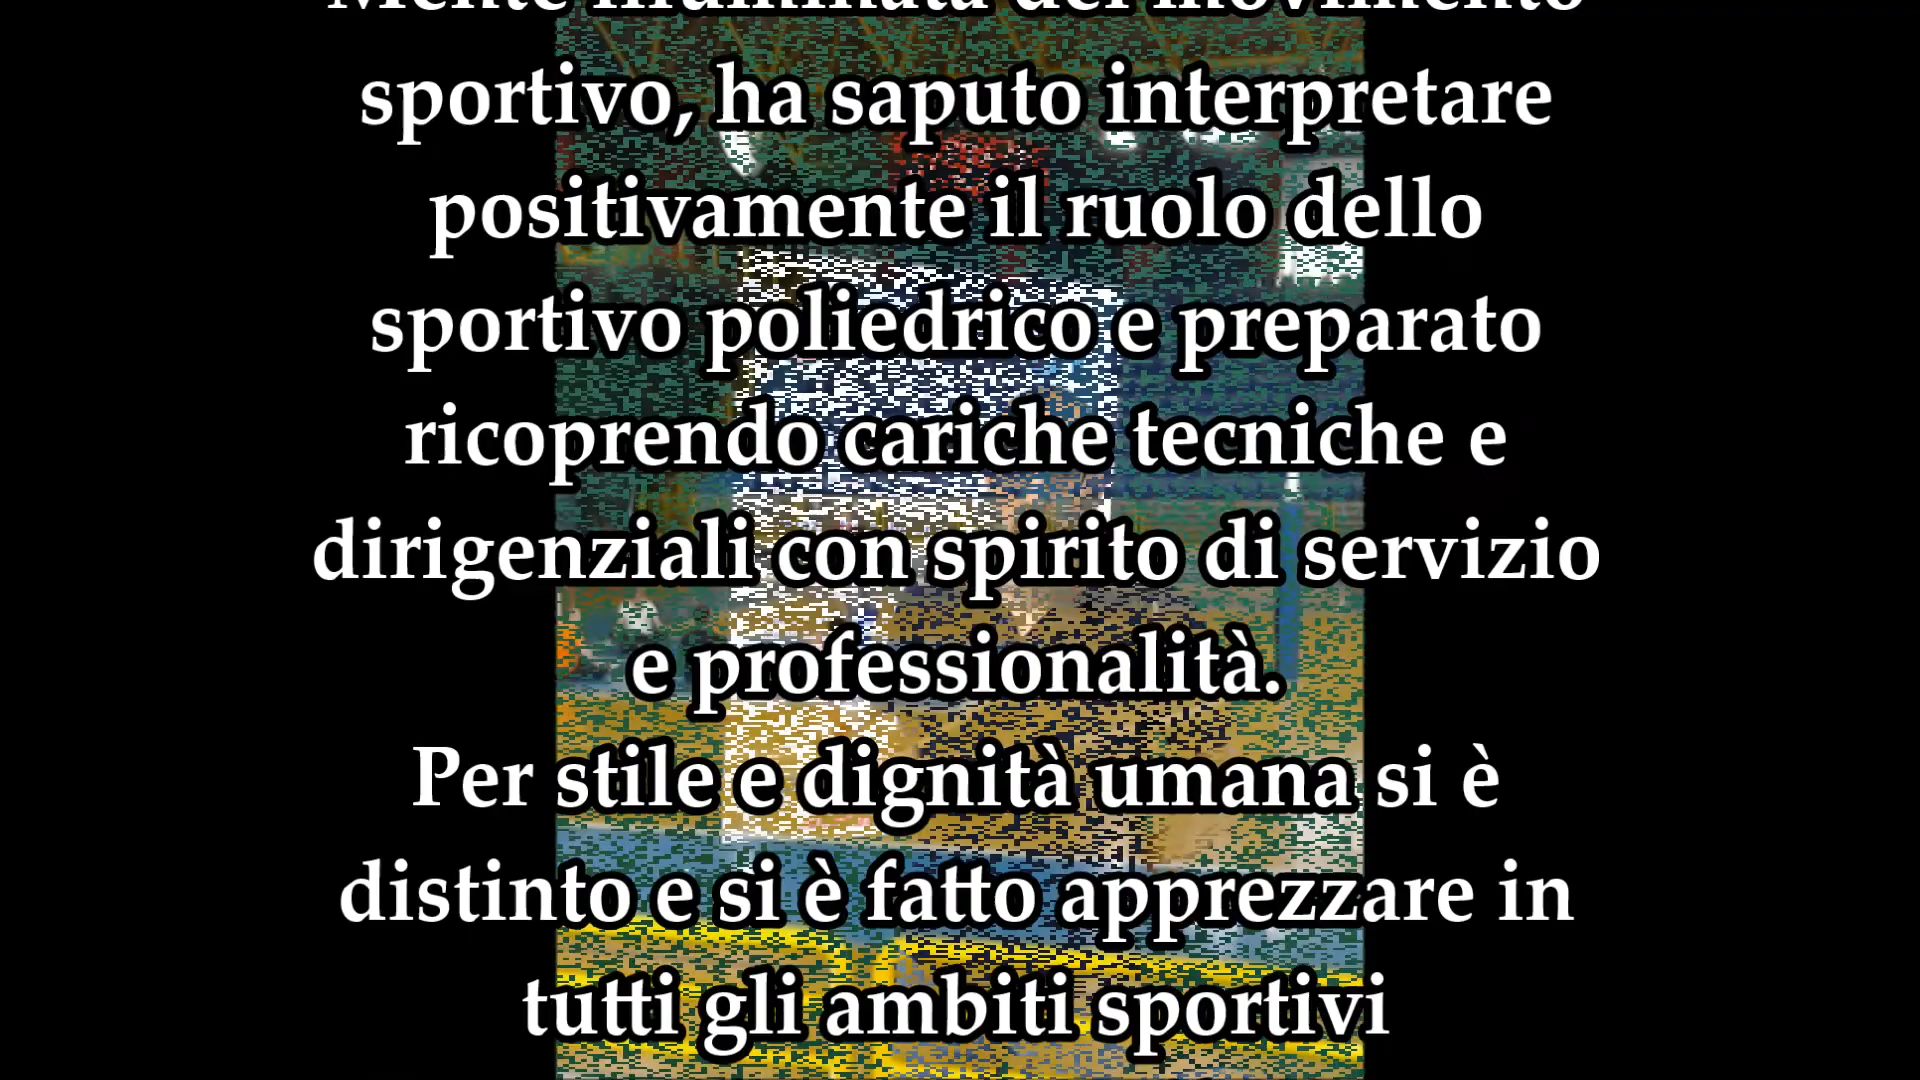 Mente illuminata del movimento
sportivo, ha saputo interpretare
positivamente il ruolo dello
sportivo poliedrico e preparato
ricoprendo cariche tecniche e
dirigenziali con spirito di servizio
e professionalità.
Per stile e dignità umana si è
distinto e si è fatto apprezzare in
tutti gli ambiti sportivi